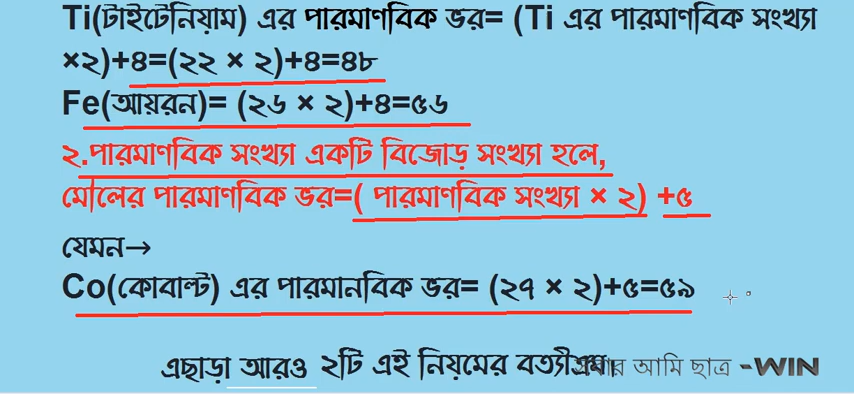 Ti(টাইটেনিয়াম) এর পারমাণবিক ভর= (Ti এর পারমাণবিক সংখ্যা
×২)+৪=(২২ × ২)+৪=৪৮
Fe(আয়রন)= (২৬ × ২)+৪=৫৬
২.পারমাণবিক সংখ্যা একটি বিজোড় সংখ্যা হলে,
মৌলের পারমাণবিক ভর=( পারমাণবিক সংখ্যা × ২) +৫
যেমন→
Co(কোবাল্ট) এর পারমানবিক ভর= (২৭ × ২)+৫=৫৯
এছাড়া আরও ২টি এই নিয়মের আমি ছাত্র -WIN